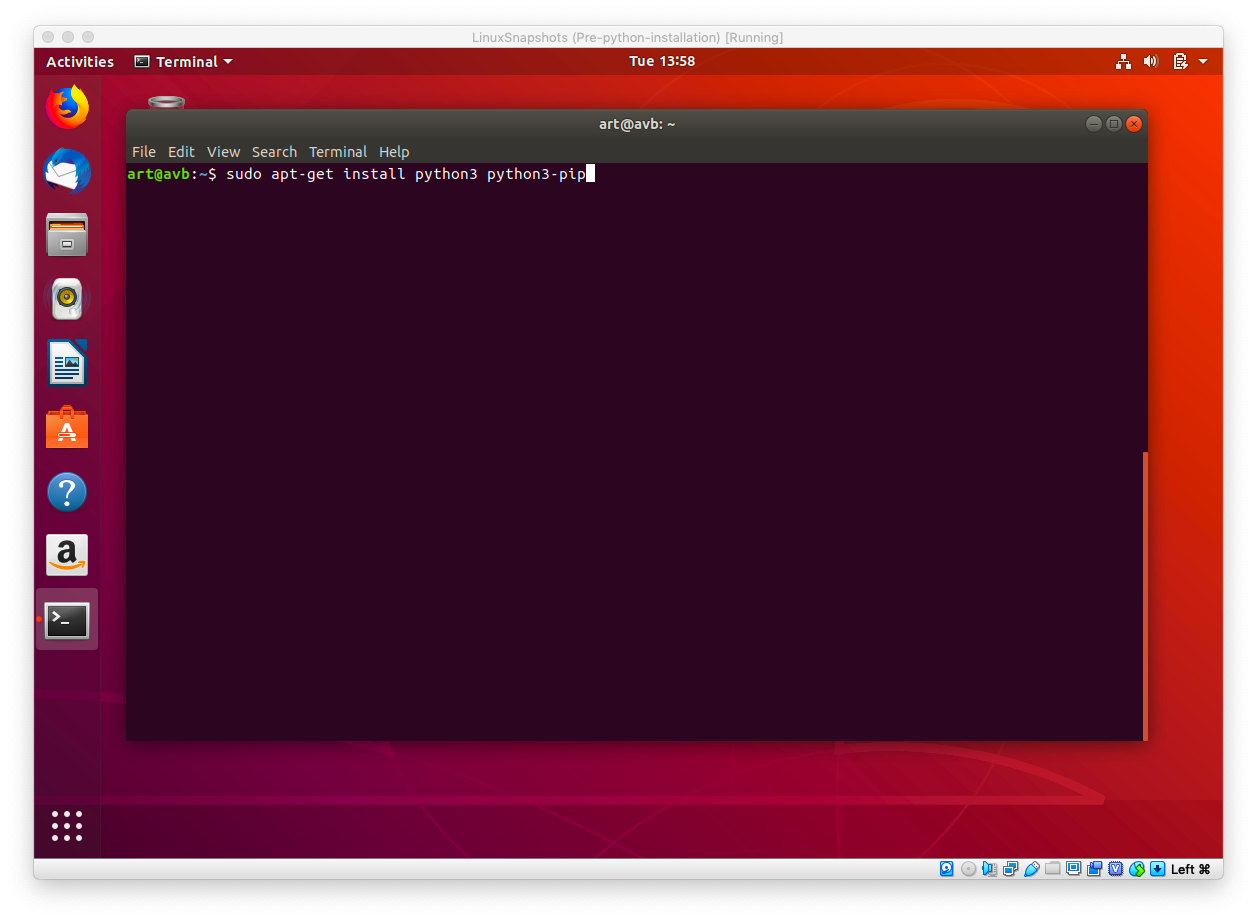 LinuxSnapshots (Pre-python-installation) [Running]
Activities Terminal Tue 13:58
art@avb: ~
File Edit View Search Terminal Help
art@avb:~$ sudo apt-get install python3 python3-pip
Left ⌘